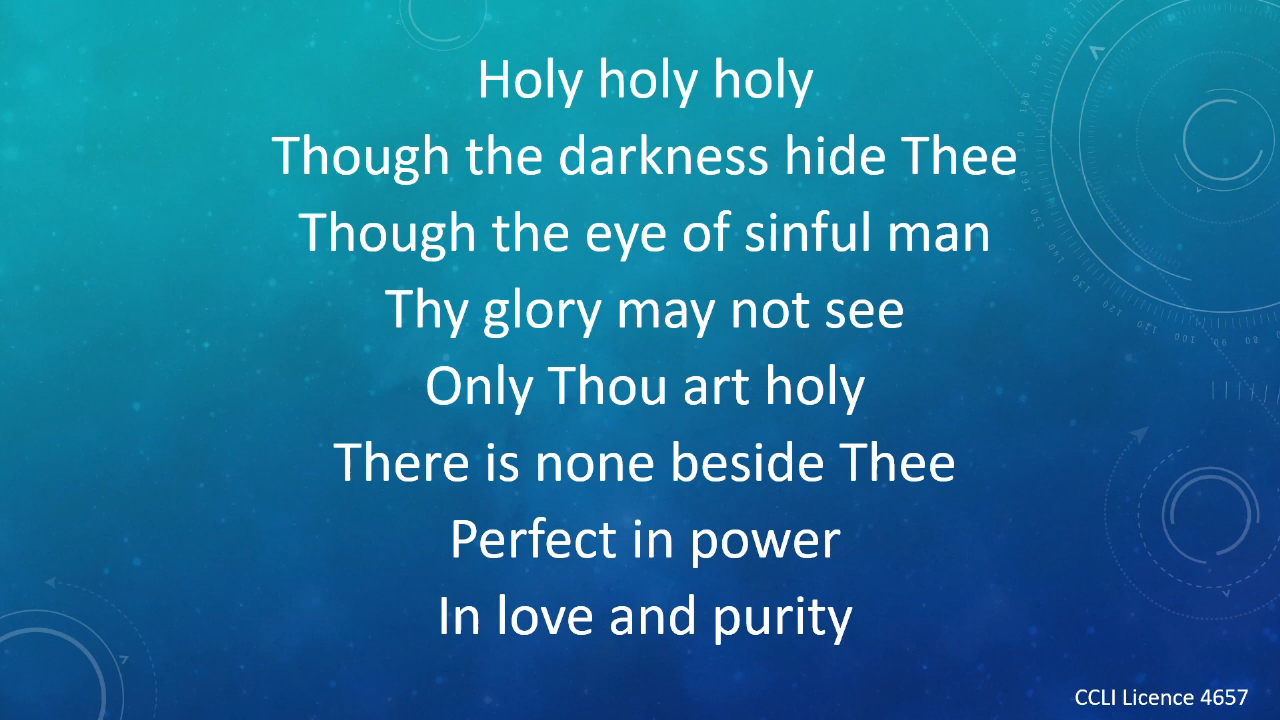 Holy holy holy
Though the darkness hide Thee
Though the eye of sinful man
Thy glory may not see
Only Thou art holy
There is none beside Thee
Perfect in power
In love and purity
CCLI Licence 4657